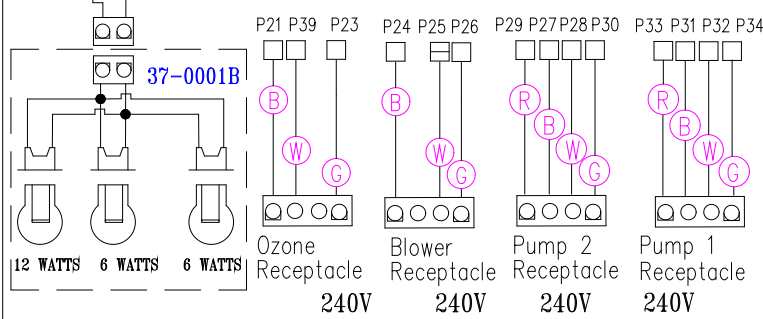 P21 P39 P23 P24 P25 P26 P29 P27 P28 P30 P33 P31 P32 P34
37-0001B
B B R R
B B
W W W W
G G G G
12 WATTS 6 WATTS 6 WATTS
Ozone Receptacle
240V
Blower Receptacle
240V
Pump 2 Receptacle
240V
Pump 1 Receptacle
240V